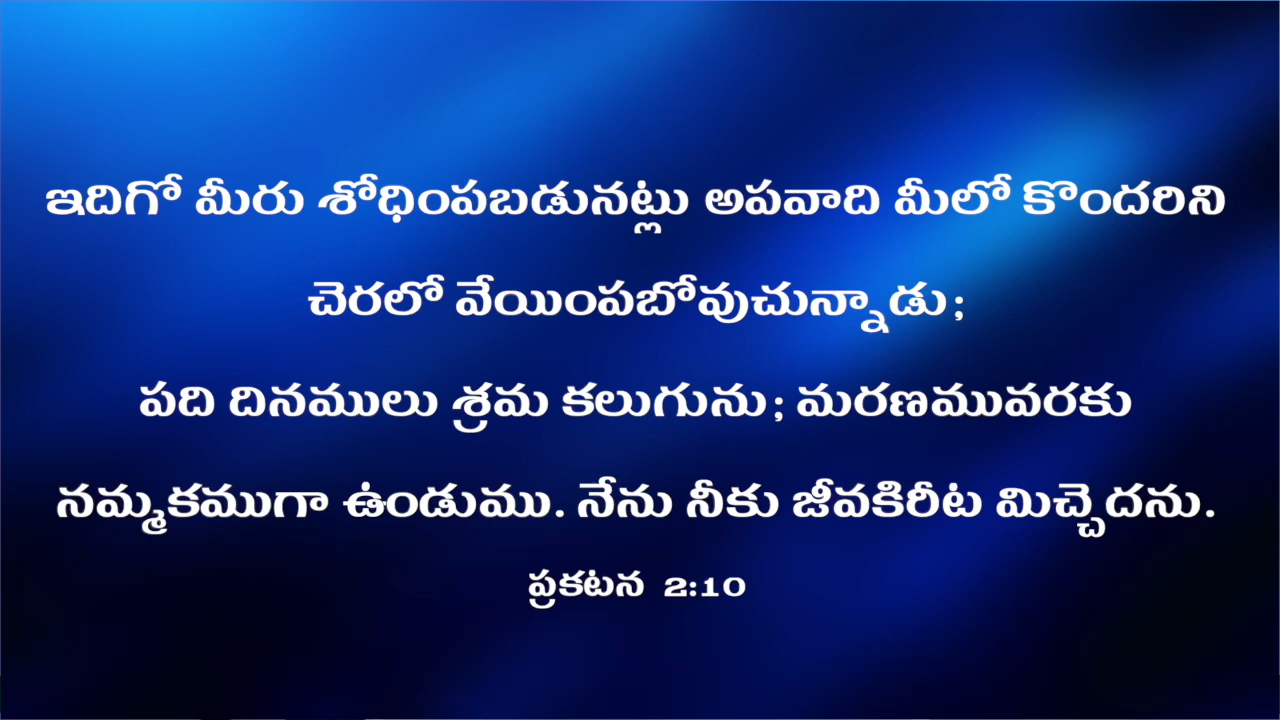 ఇదిగో మీరు శోధింపబడునట్లు అపవాది మీలో కొందరిని
చెరలో వేయింపబోవుచున్నాడు;
పది దినములు శ్రమ కలుగును; మరణమువరకు
నమ్మకముగా ఉండుము. నేను నీకు జీవకిరీట మిచ్చెదను.
ప్రకటన 2:10